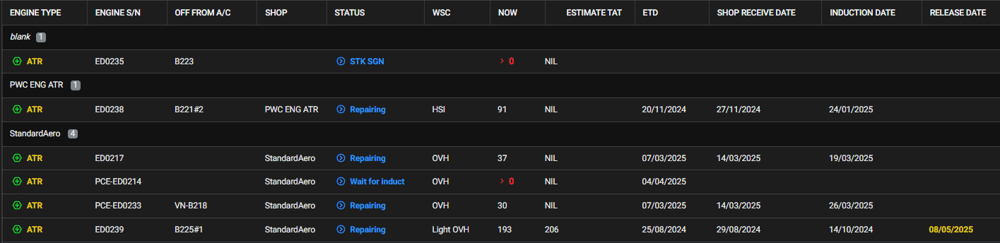 ENGINE TYPE ENGINE S/N OFF FROM A/C SHOP STATUS WSC NOW ESTIMATE TAT ETD SHOP RECEIVE DATE INDUCTION DATE RELEASE DATE
blank 1
ATR ED0235 B223 STK SGN > 0 NIL
PWC ENG ATR 1
ATR ED0238 B221#2 PWC ENG ATR Repairing HSI 91 NIL 20/11/2024 27/11/2024 24/01/2025
StandardAero 4
ATR ED0217 StandardAero Repairing OVH 37 NIL 07/03/2025 14/03/2025 19/03/2025
ATR PCE-ED0214 StandardAero Wait for induct OVH > 0 NIL 04/04/2025
ATR PCE-ED0233 VN-B218 StandardAero Repairing OVH 30 NIL 07/03/2025 14/03/2025 26/03/2025
ATR ED0239 B225#1 StandardAero Repairing Light OVH 193 206 25/08/2024 29/08/2024 14/10/2024 08/05/2025